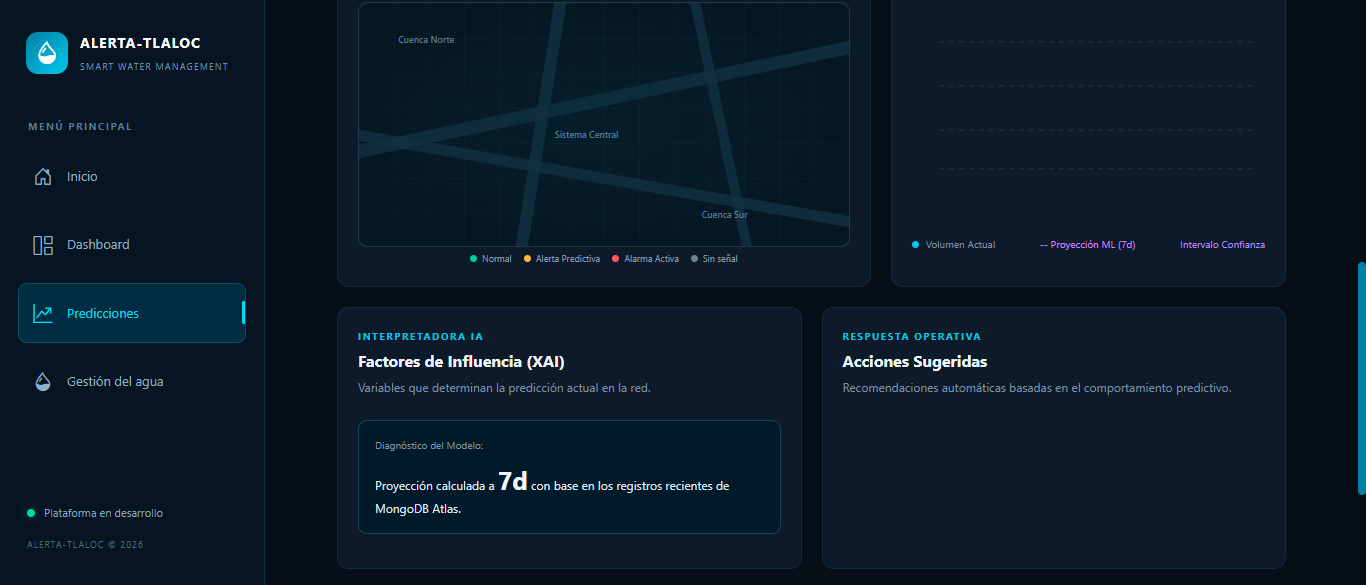 ALERTA-TLALOC
SMART WATER MANAGEMENT
MENÚ PRINCIPAL
Inicio
Dashboard
Predicciones
Gestión del agua
Plataforma en desarrollo
ALERTA-TLALOC © 2026
Cuenca Norte
Sistema Central
Cuenca Sur
Normal
Alerta Predictiva
Alarma Activa
Sin señal
Volumen Actual
-- Proyección ML (7d)
Intervalo Confianza
INTERPRETADORA IA
Factores de Influencia (XAI)
Variables que determinan la predicción actual en la red.
Diagnóstico del Modelo:
Proyección calculada a 7d con base en los registros recientes de
MongoDB Atlas.
RESPUESTA OPERATIVA
Acciones Sugeridas
Recomendaciones automáticas basadas en el comportamiento predictivo.